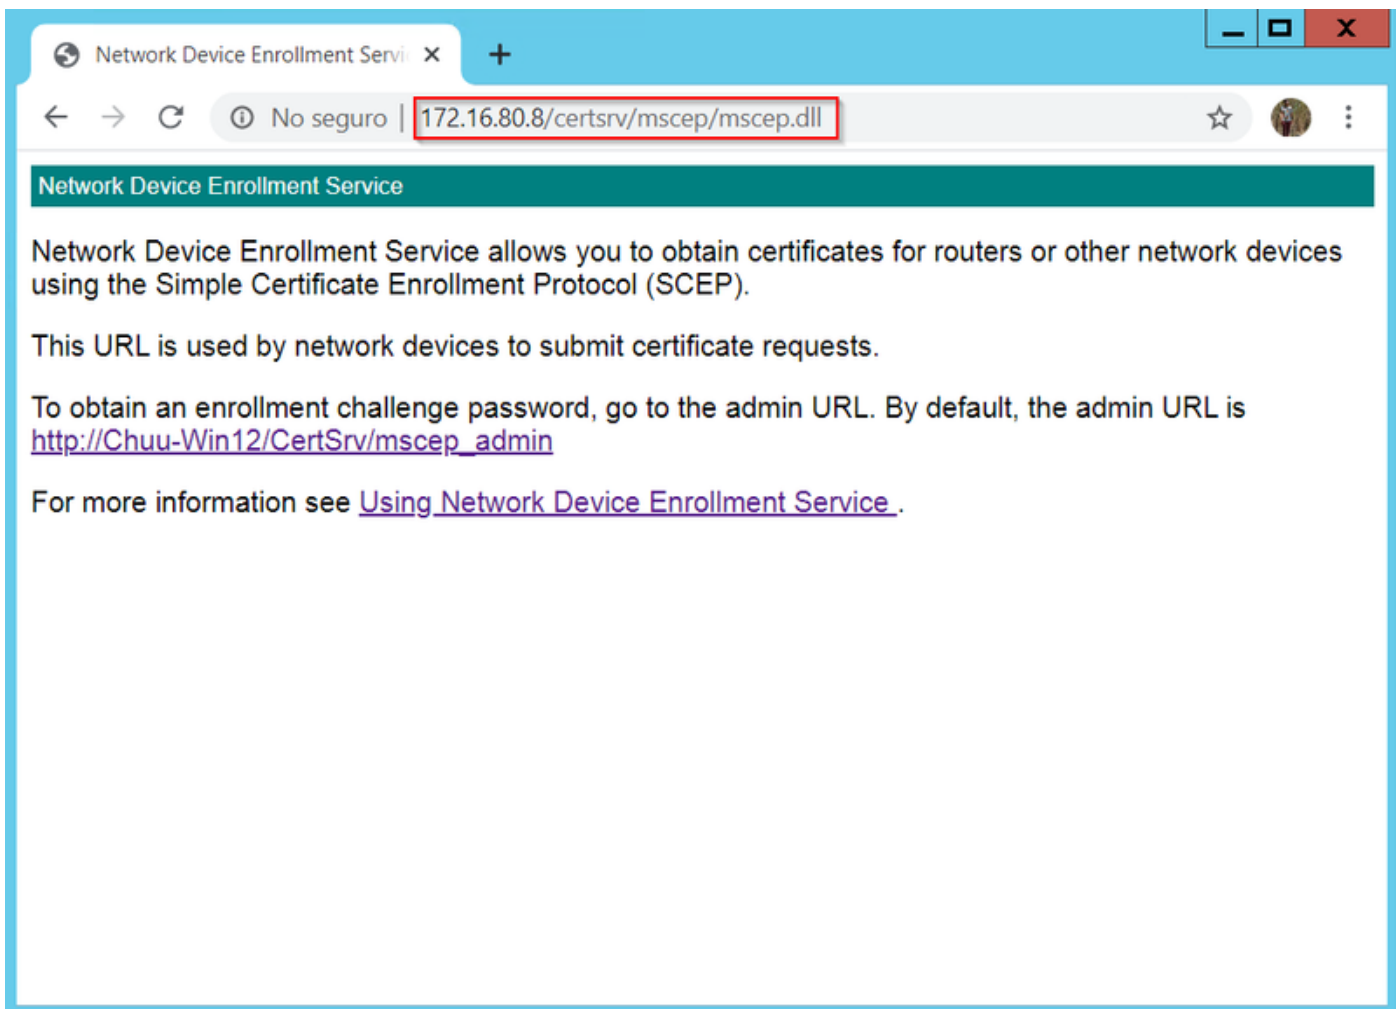 Network Device Enrollment Servi
No seguro | 172.16.80.8/certsrv/mscep/mscep.dll
Network Device Enrollment Service
Network Device Enrollment Service allows you to obtain certificates for routers or other network devices
using the Simple Certificate Enrollment Protocol (SCEP).
This URL is used by network devices to submit certificate requests.
To obtain an enrollment challenge password, go to the admin URL. By default, the admin URL is
http://Chuu-Win12/CertSrv/mscep_admin
For more information see Using Network Device Enrollment Service .